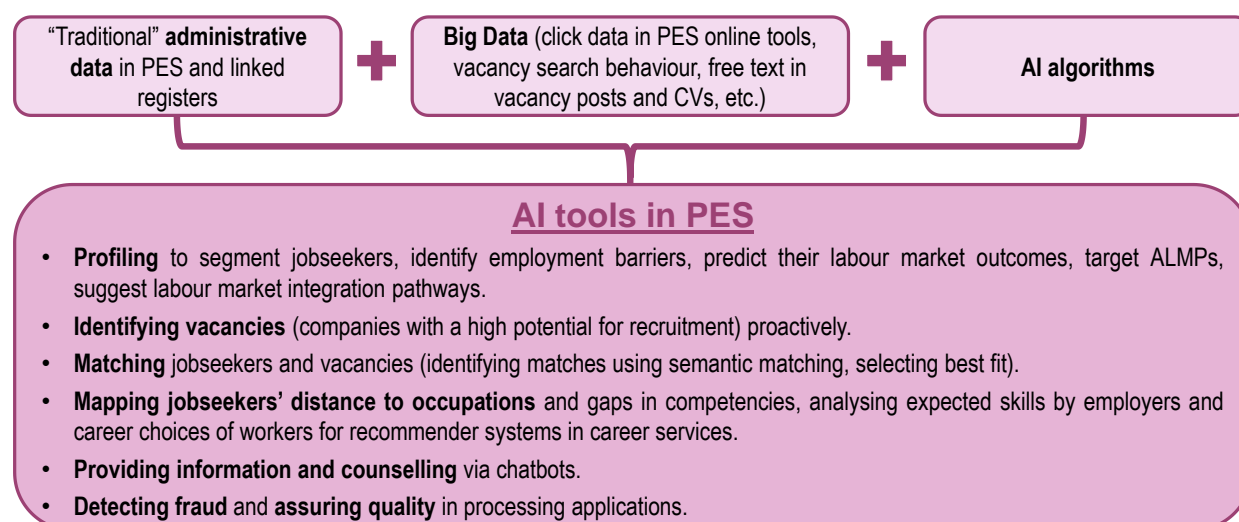 “Traditional” administrative
data in PES and linked
registers
Big Data (click data in PES online tools,
vacancy search behaviour, free text in
vacancy posts and CVs, etc.)
AI algorithms
AI tools in PES
• Profiling to segment jobseekers, identify employment barriers, predict their labour market outcomes, target ALMPs,
suggest labour market integration pathways.
• Identifying vacancies (companies with a high potential for recruitment) proactively.
• Matching jobseekers and vacancies (identifying matches using semantic matching, selecting best fit).
• Mapping jobseekers’ distance to occupations and gaps in competencies, analysing expected skills by employers and
career choices of workers for recommender systems in career services.
• Providing information and counselling via chatbots.
• Detecting fraud and assuring quality in processing applications.